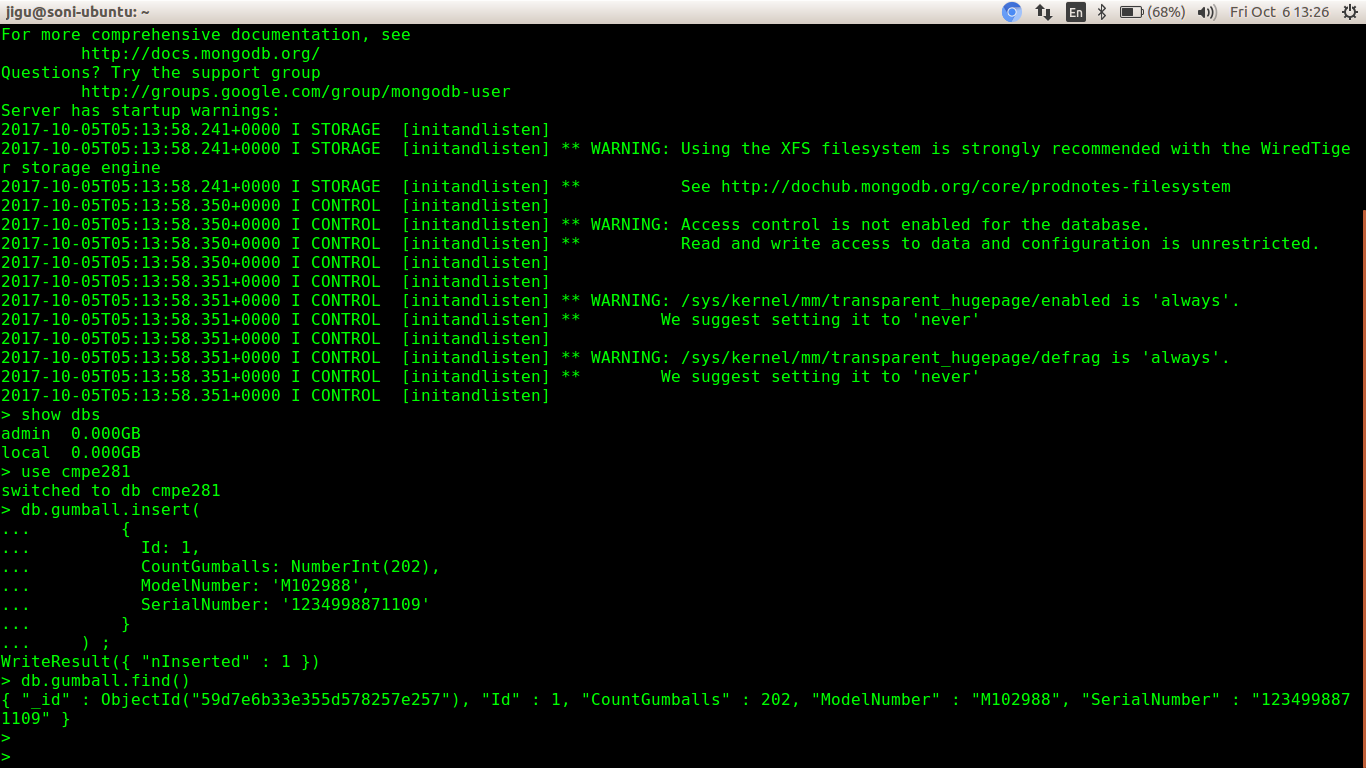 jigu@soni-ubuntu: ~
En
(68%)
Fri Oct 6 13:26
For more comprehensive documentation, see
        http://docs.mongodb.org/
Questions? Try the support group
        http://groups.google.com/group/mongodb-user
Server has startup warnings:
2017-10-05T05:13:58.241+0000 I STORAGE  [initandlisten]
2017-10-05T05:13:58.241+0000 I STORAGE  [initandlisten] ** WARNING: Using the XFS filesystem is strongly recommended with the WiredTige
r storage engine
2017-10-05T05:13:58.241+0000 I STORAGE  [initandlisten] **          See http://dochub.mongodb.org/core/prodnotes-filesystem
2017-10-05T05:13:58.350+0000 I CONTROL  [initandlisten]
2017-10-05T05:13:58.350+0000 I CONTROL  [initandlisten] ** WARNING: Access control is not enabled for the database.
2017-10-05T05:13:58.350+0000 I CONTROL  [initandlisten] **          Read and write access to data and configuration is unrestricted.
2017-10-05T05:13:58.350+0000 I CONTROL  [initandlisten]
2017-10-05T05:13:58.351+0000 I CONTROL  [initandlisten]
2017-10-05T05:13:58.351+0000 I CONTROL  [initandlisten] ** WARNING: /sys/kernel/mm/transparent_hugepage/enabled is 'always'.
2017-10-05T05:13:58.351+0000 I CONTROL  [initandlisten] **        We suggest setting it to 'never'
2017-10-05T05:13:58.351+0000 I CONTROL  [initandlisten]
2017-10-05T05:13:58.351+0000 I CONTROL  [initandlisten] ** WARNING: /sys/kernel/mm/transparent_hugepage/defrag is 'always'.
2017-10-05T05:13:58.351+0000 I CONTROL  [initandlisten] **        We suggest setting it to 'never'
2017-10-05T05:13:58.351+0000 I CONTROL  [initandlisten]
> show dbs
admin  0.000GB
local  0.000GB
> use cmpe281
switched to db cmpe281
> db.gumball.insert(
...         {
...           Id: 1,
...           CountGumballs: NumberInt(202),
...           ModelNumber: 'M102988',
...           SerialNumber: '1234998871109'
...         }
...     ) ;
WriteResult({ "nInserted" : 1 })
> db.gumball.find()
{ "_id" : ObjectId("59d7e6b33e355d578257e257"), "Id" : 1, "CountGumballs" : 202, "ModelNumber" : "M102988", "SerialNumber" : "123499887
1109" }
>
>